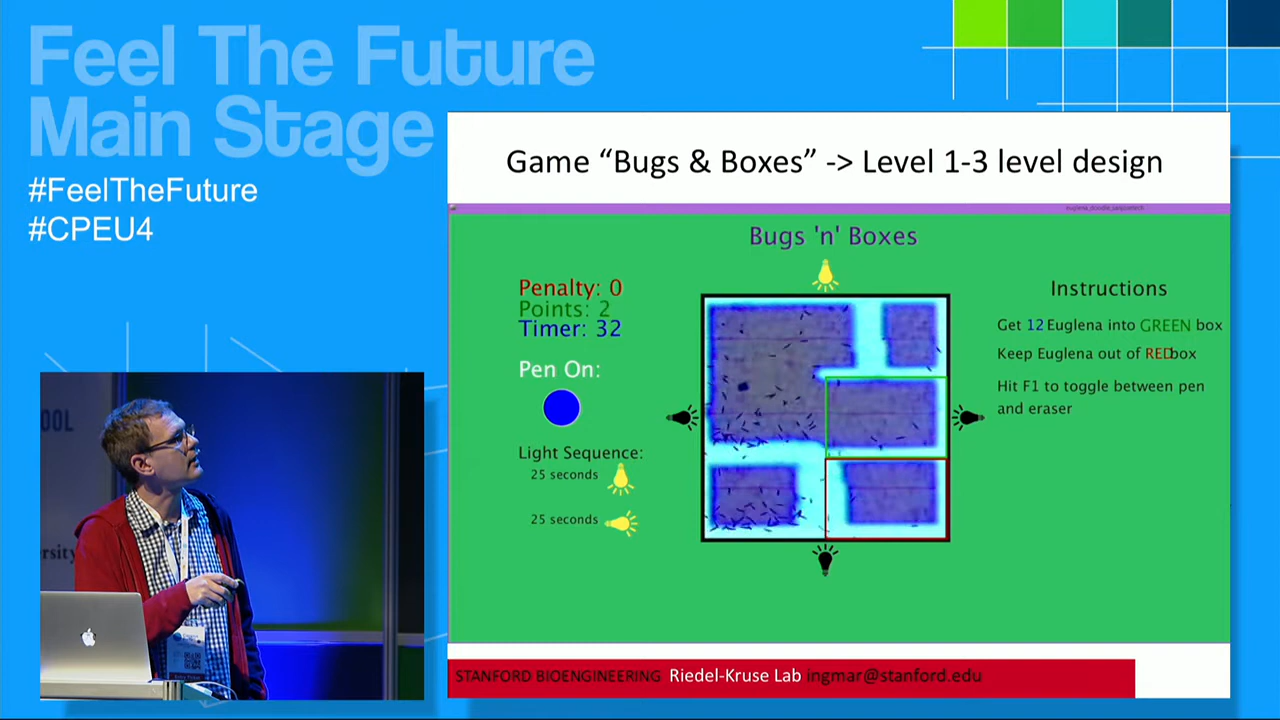 Feel The Future
Main Stage
#FeelTheFuture
#CPEU4
Game “Bugs & Boxes” -> Level 1-3 level design
Bugs 'n' Boxes
Penalty: 0
Points: 2
Timer: 32
Pen On:
Light Sequence:
25 seconds
25 seconds
Instructions
Get 12 Euglena into GREEN box
Keep Euglena out of RED box
Hit F1 to toggle between pen
and eraser
STANFORD BIOENGINEERING Riedel-Kruse Lab ingmar@stanford.edu